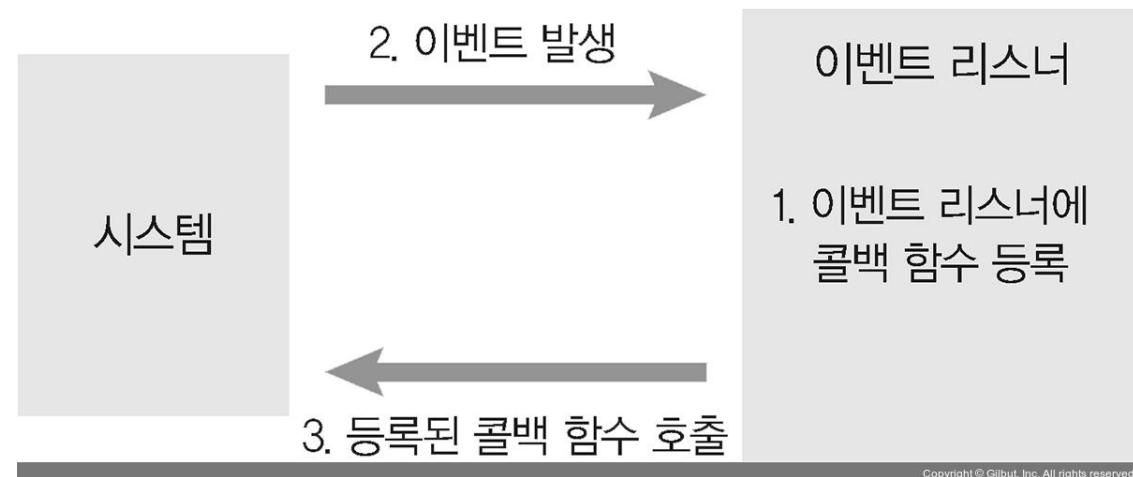 2. 이벤트 발생
이벤트 리스너
시스템
1. 이벤트 리스너에
콜백 함수 등록
3. 등록된 콜백 함수 호출
Copyright © Gilbut, Inc. All rights reserved